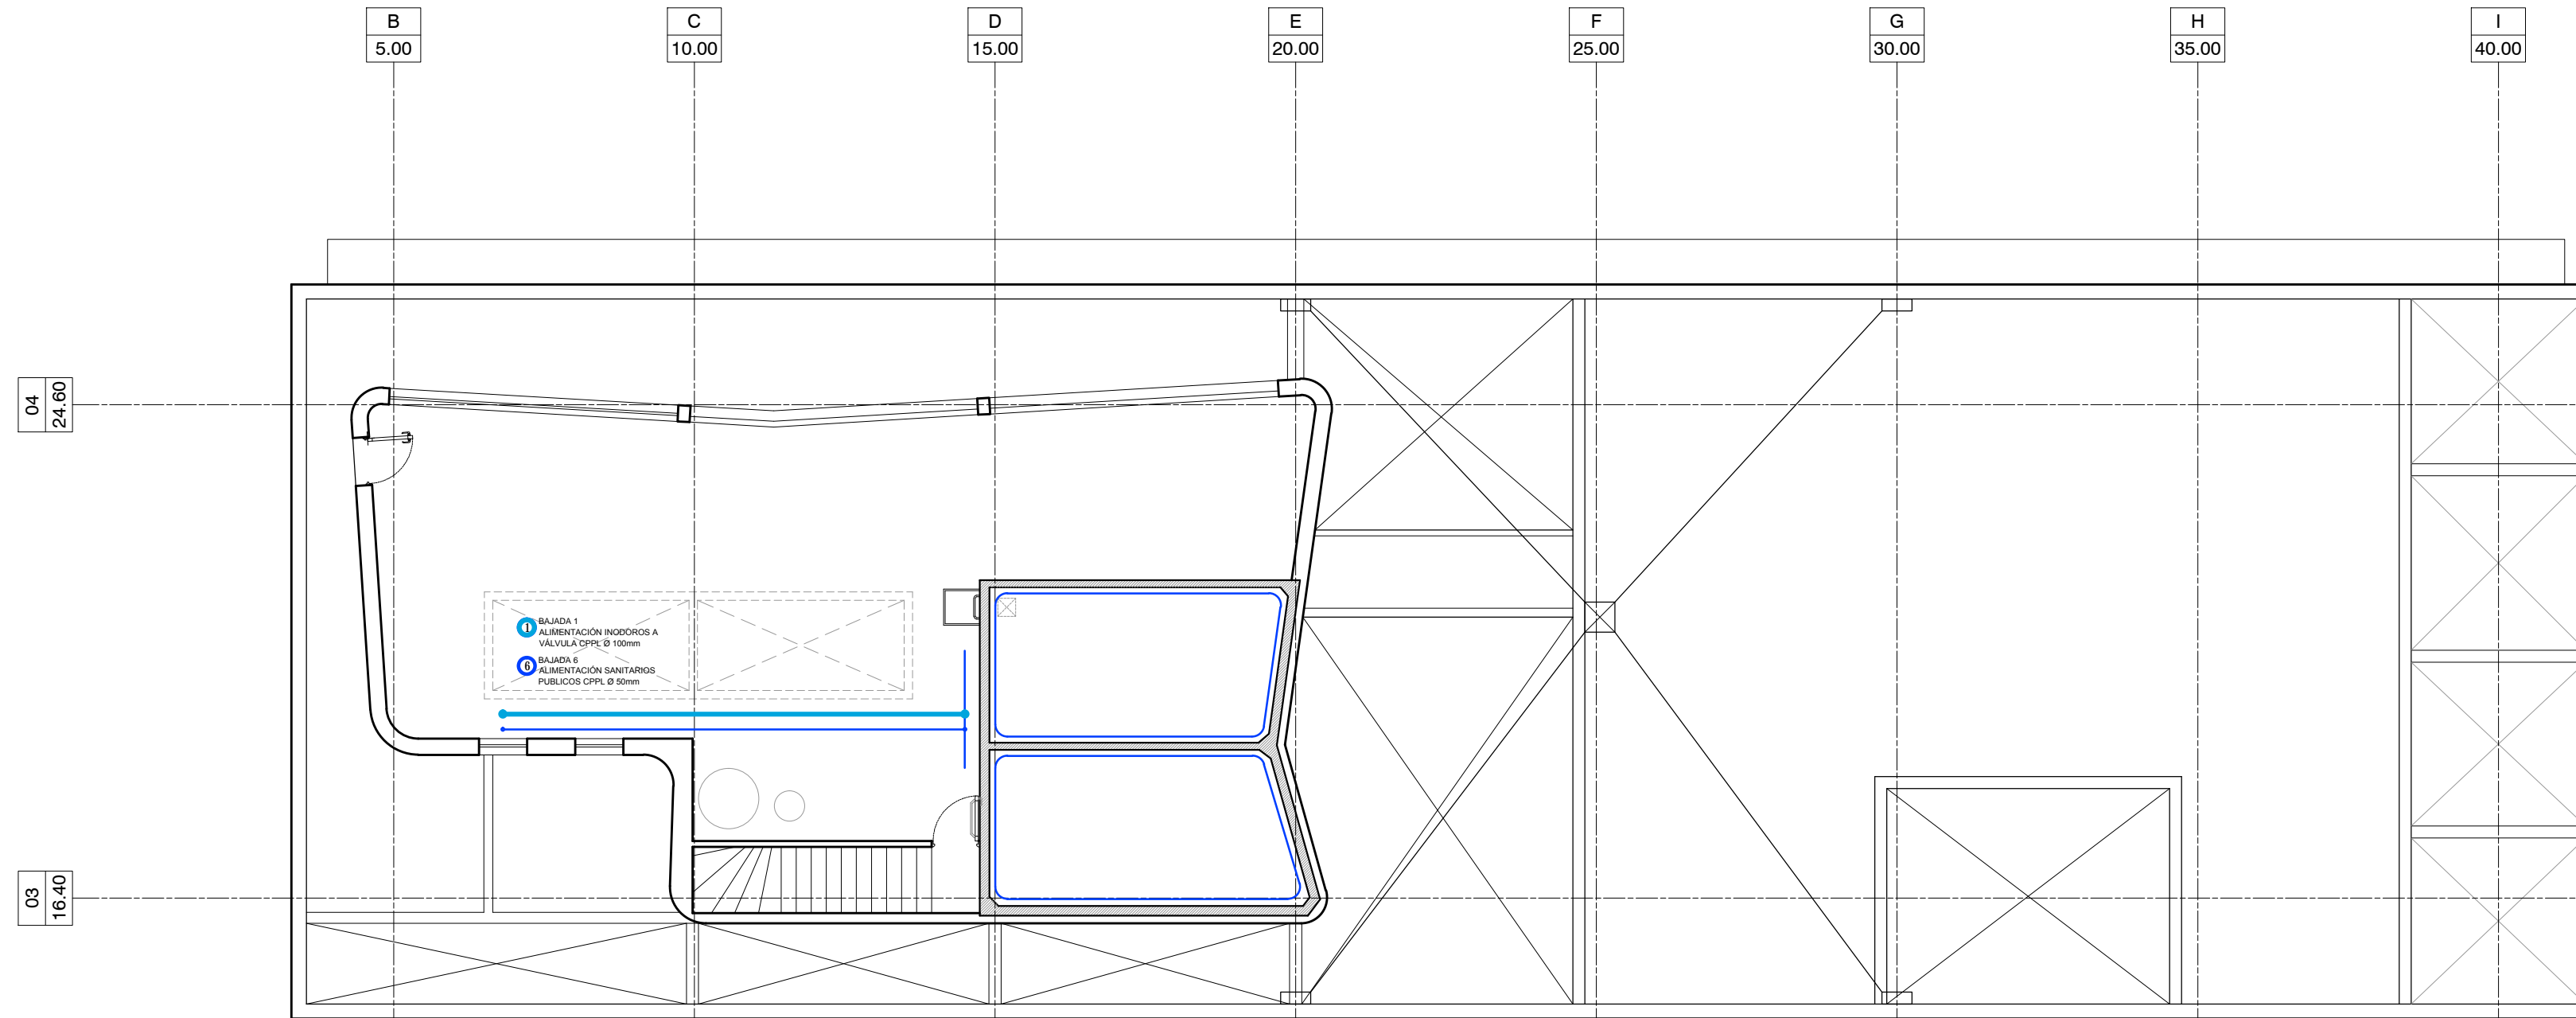 B
5.00
C
10.00
D
15.00
E
20.00
F
25.00
G
30.00
H
35.00
I
40.00
04
24.60
03
16.40
1
BAJADA 1
ALIMENTACIÓN INODOROS A
VÁLVULA CPPL Ø 100mm
6
BAJADA 6
ALIMENTACIÓN SANITARIOS
PUBLICOS CPPL Ø 50mm